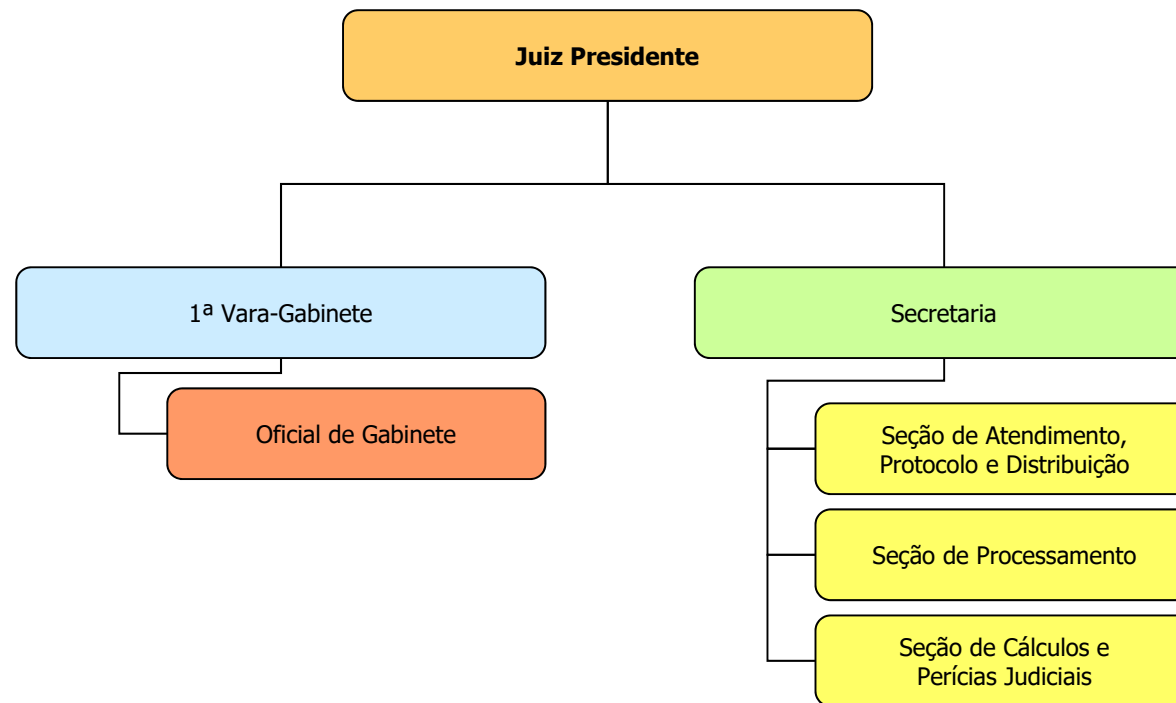 Juiz Presidente
1ª Vara-Gabinete
Secretaria
Oficial de Gabinete
Seção de Atendimento,
Protocolo e Distribuição
Seção de Processamento
Seção de Cálculos e
Perícias Judiciais